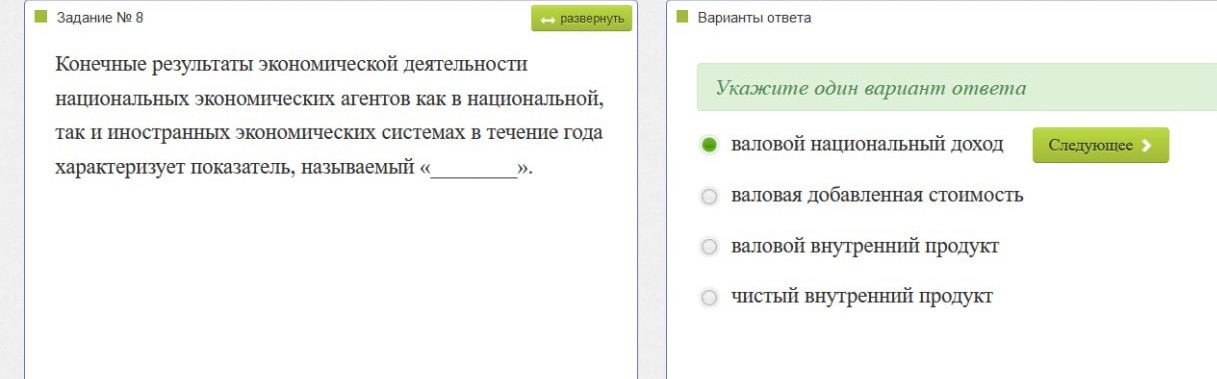 Задание № 8
развернуть
Конечные результаты экономической деятельности
национальных экономических агентов как в национальной,
так и иностранных экономических системах в течение года
характеризует показатель, называемый «_________».
Варианты ответа
Укажите один вариант ответа
валовой национальный доход
Следующее
валовая добавленная стоимость
валовой внутренний продукт
чистый внутренний продукт